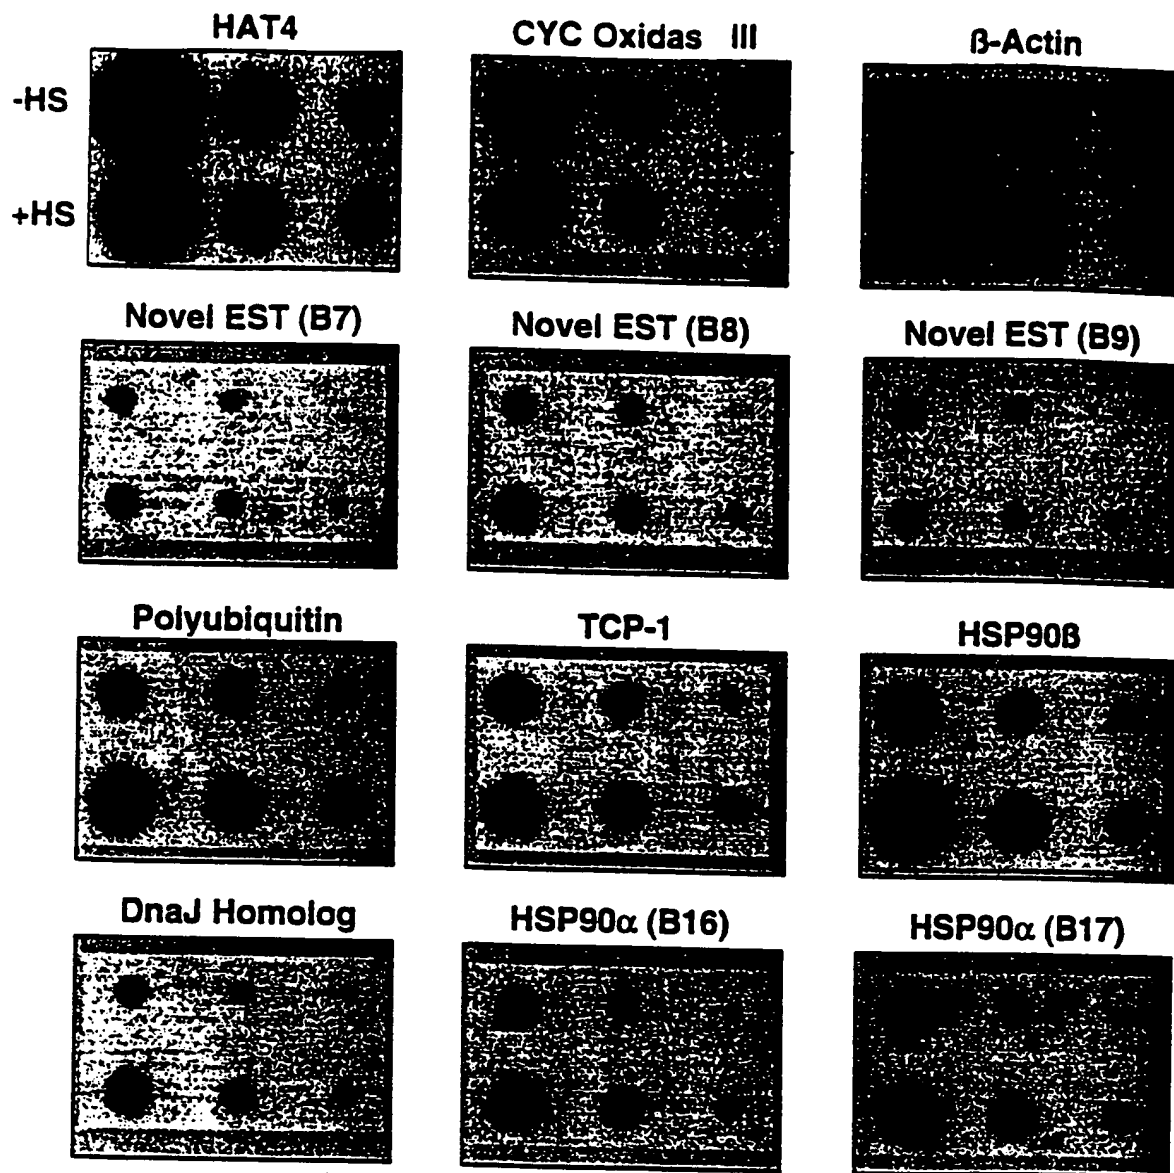 HAT4
CYC Oxidas III
ß-Actin
-HS
+HS
Novel EST (B7)
Novel EST (B8)
Novel EST (B9)
Polyubiquitin
TCP-1
HSP90ß
DnaJ Homolog
HSP90α (B16)
HSP90α (B17)